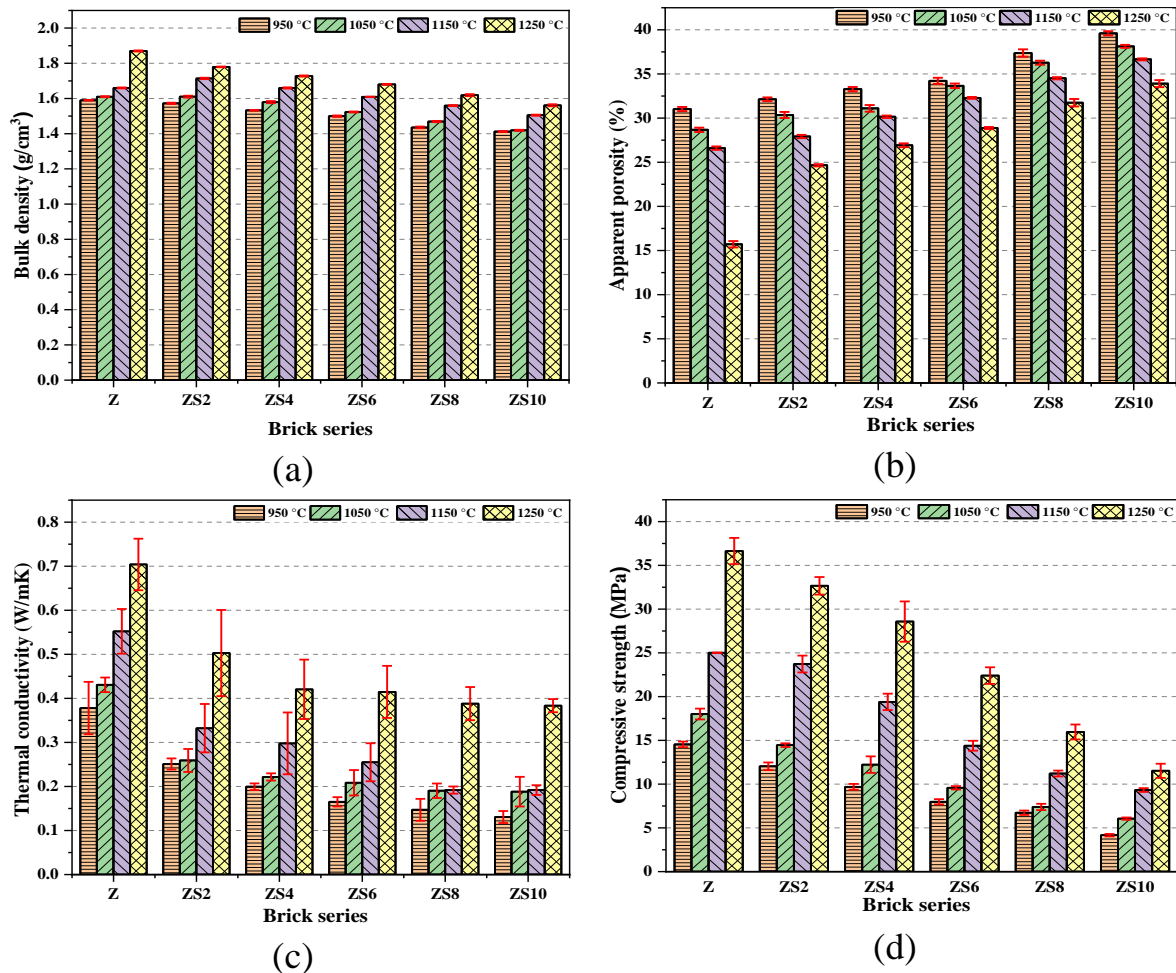 950 °C 1050 °C 1150 °C 1250 °C
2.0
1.8
1.6
1.4
1.2
1.0
0.8
0.6
0.4
0.2
0.0
Bulk density (g/cm³)
Z ZS2 ZS4 ZS6 ZS8 ZS10
Brick series
(a)
950 °C 1050 °C 1150 °C 1250 °C
40
35
30
25
20
15
10
5
0
Apparent porosity (%)
Z ZS2 ZS4 ZS6 ZS8 ZS10
Brick series
(b)
950 °C 1050 °C 1150 °C 1250 °C
0.8
0.7
0.6
0.5
0.4
0.3
0.2
0.1
0.0
Thermal conductivity (W/mK)
Z ZS2 ZS4 ZS6 ZS8 ZS10
Brick series
(c)
950 °C 1050 °C 1150 °C 1250 °C
40
35
30
25
20
15
10
5
0
Compressive strength (MPa)
Z ZS2 ZS4 ZS6 ZS8 ZS10
Brick series
(d)